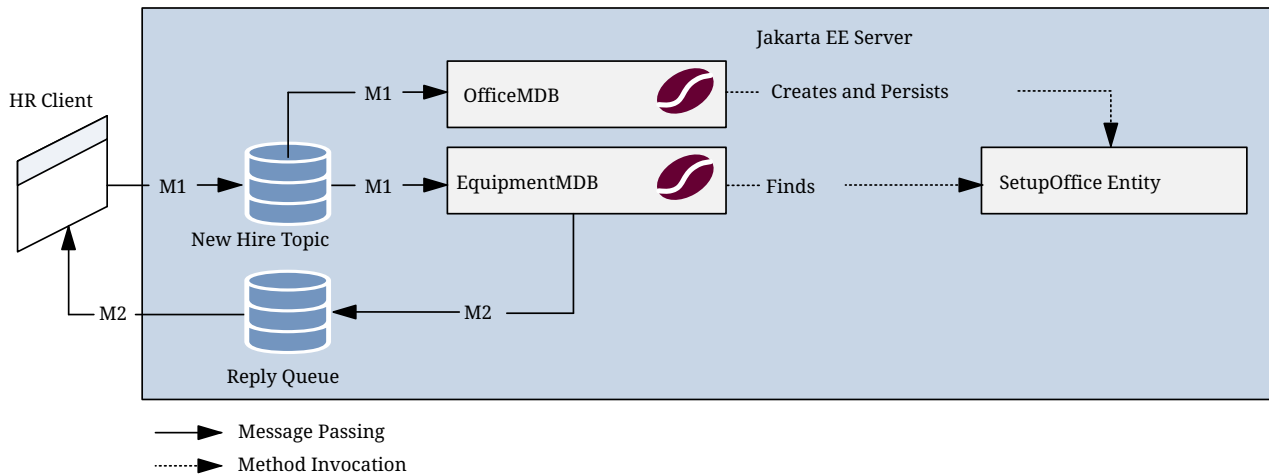 Jakarta EE Server
HR Client
M1
OfficeMDB
Creates and Persists
M1
M1
EquipmentMDB
Finds
SetupOffice Entity
New Hire Topic
M2
M2
Reply Queue
Message Passing
Method Invocation